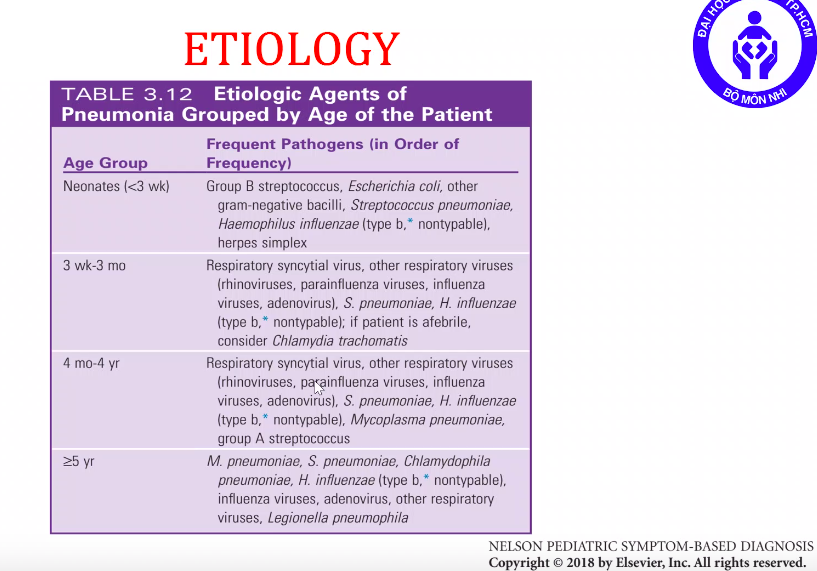 ĐẠI HỌC
TP.HCM
BỘ MÔN NHI
ETIOLOGY
TABLE 3.12 Etiologic Agents of
Pneumonia Grouped by Age of the Patient
Age Group
Frequent Pathogens (in Order of
Frequency)
Neonates (<3 wk)
Group B streptococcus, Escherichia coli, other
gram-negative bacilli, Streptococcus pneumoniae,
Haemophilus influenzae (type b,* nontypable),
herpes simplex
3 wk-3 mo
Respiratory syncytial virus, other respiratory viruses
(rhinoviruses, parainfluenza viruses, influenza
viruses, adenovirus), S. pneumoniae, H. influenzae
(type b,* nontypable); if patient is afebrile,
consider Chlamydia trachomatis
4 mo-4 yr
Respiratory syncytial virus, other respiratory viruses
(rhinoviruses, parainfluenza viruses, influenza
viruses, adenovirus), S. pneumoniae, H. influenzae
(type b,* nontypable), Mycoplasma pneumoniae,
group A streptococcus
≥5 yr
M. pneumoniae, S. pneumoniae, Chlamydophila
pneumoniae, H. influenzae (type b,* nontypable),
influenza viruses, adenovirus, other respiratory
viruses, Legionella pneumophila
NELSON PEDIATRIC SYMPTOM-BASED DIAGNOSIS
Copyright © 2018 by Elsevier, Inc. All rights reserved.